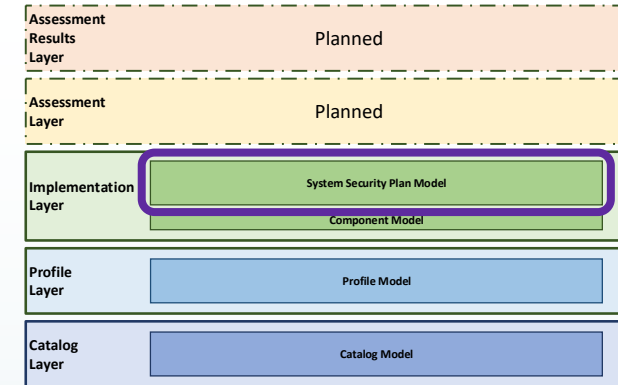 Assessment
Results
Layer
Planned
Assessment
Layer
Planned
Implementation
Layer
System Security Plan Model
Component Model
Profile
Layer
Profile Model
Catalog
Layer
Catalog Model